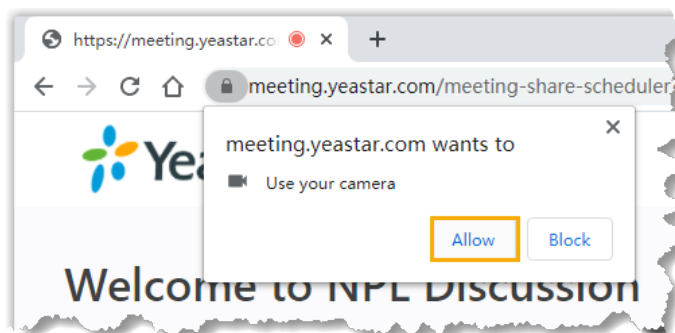 https://meeting.yeastar.co
meeting.yeastar.com/meeting-share-scheduler
Yea
meeting.yeastar.com wants to
Use your camera
Allow
Block
Welcome to NPL Discussion